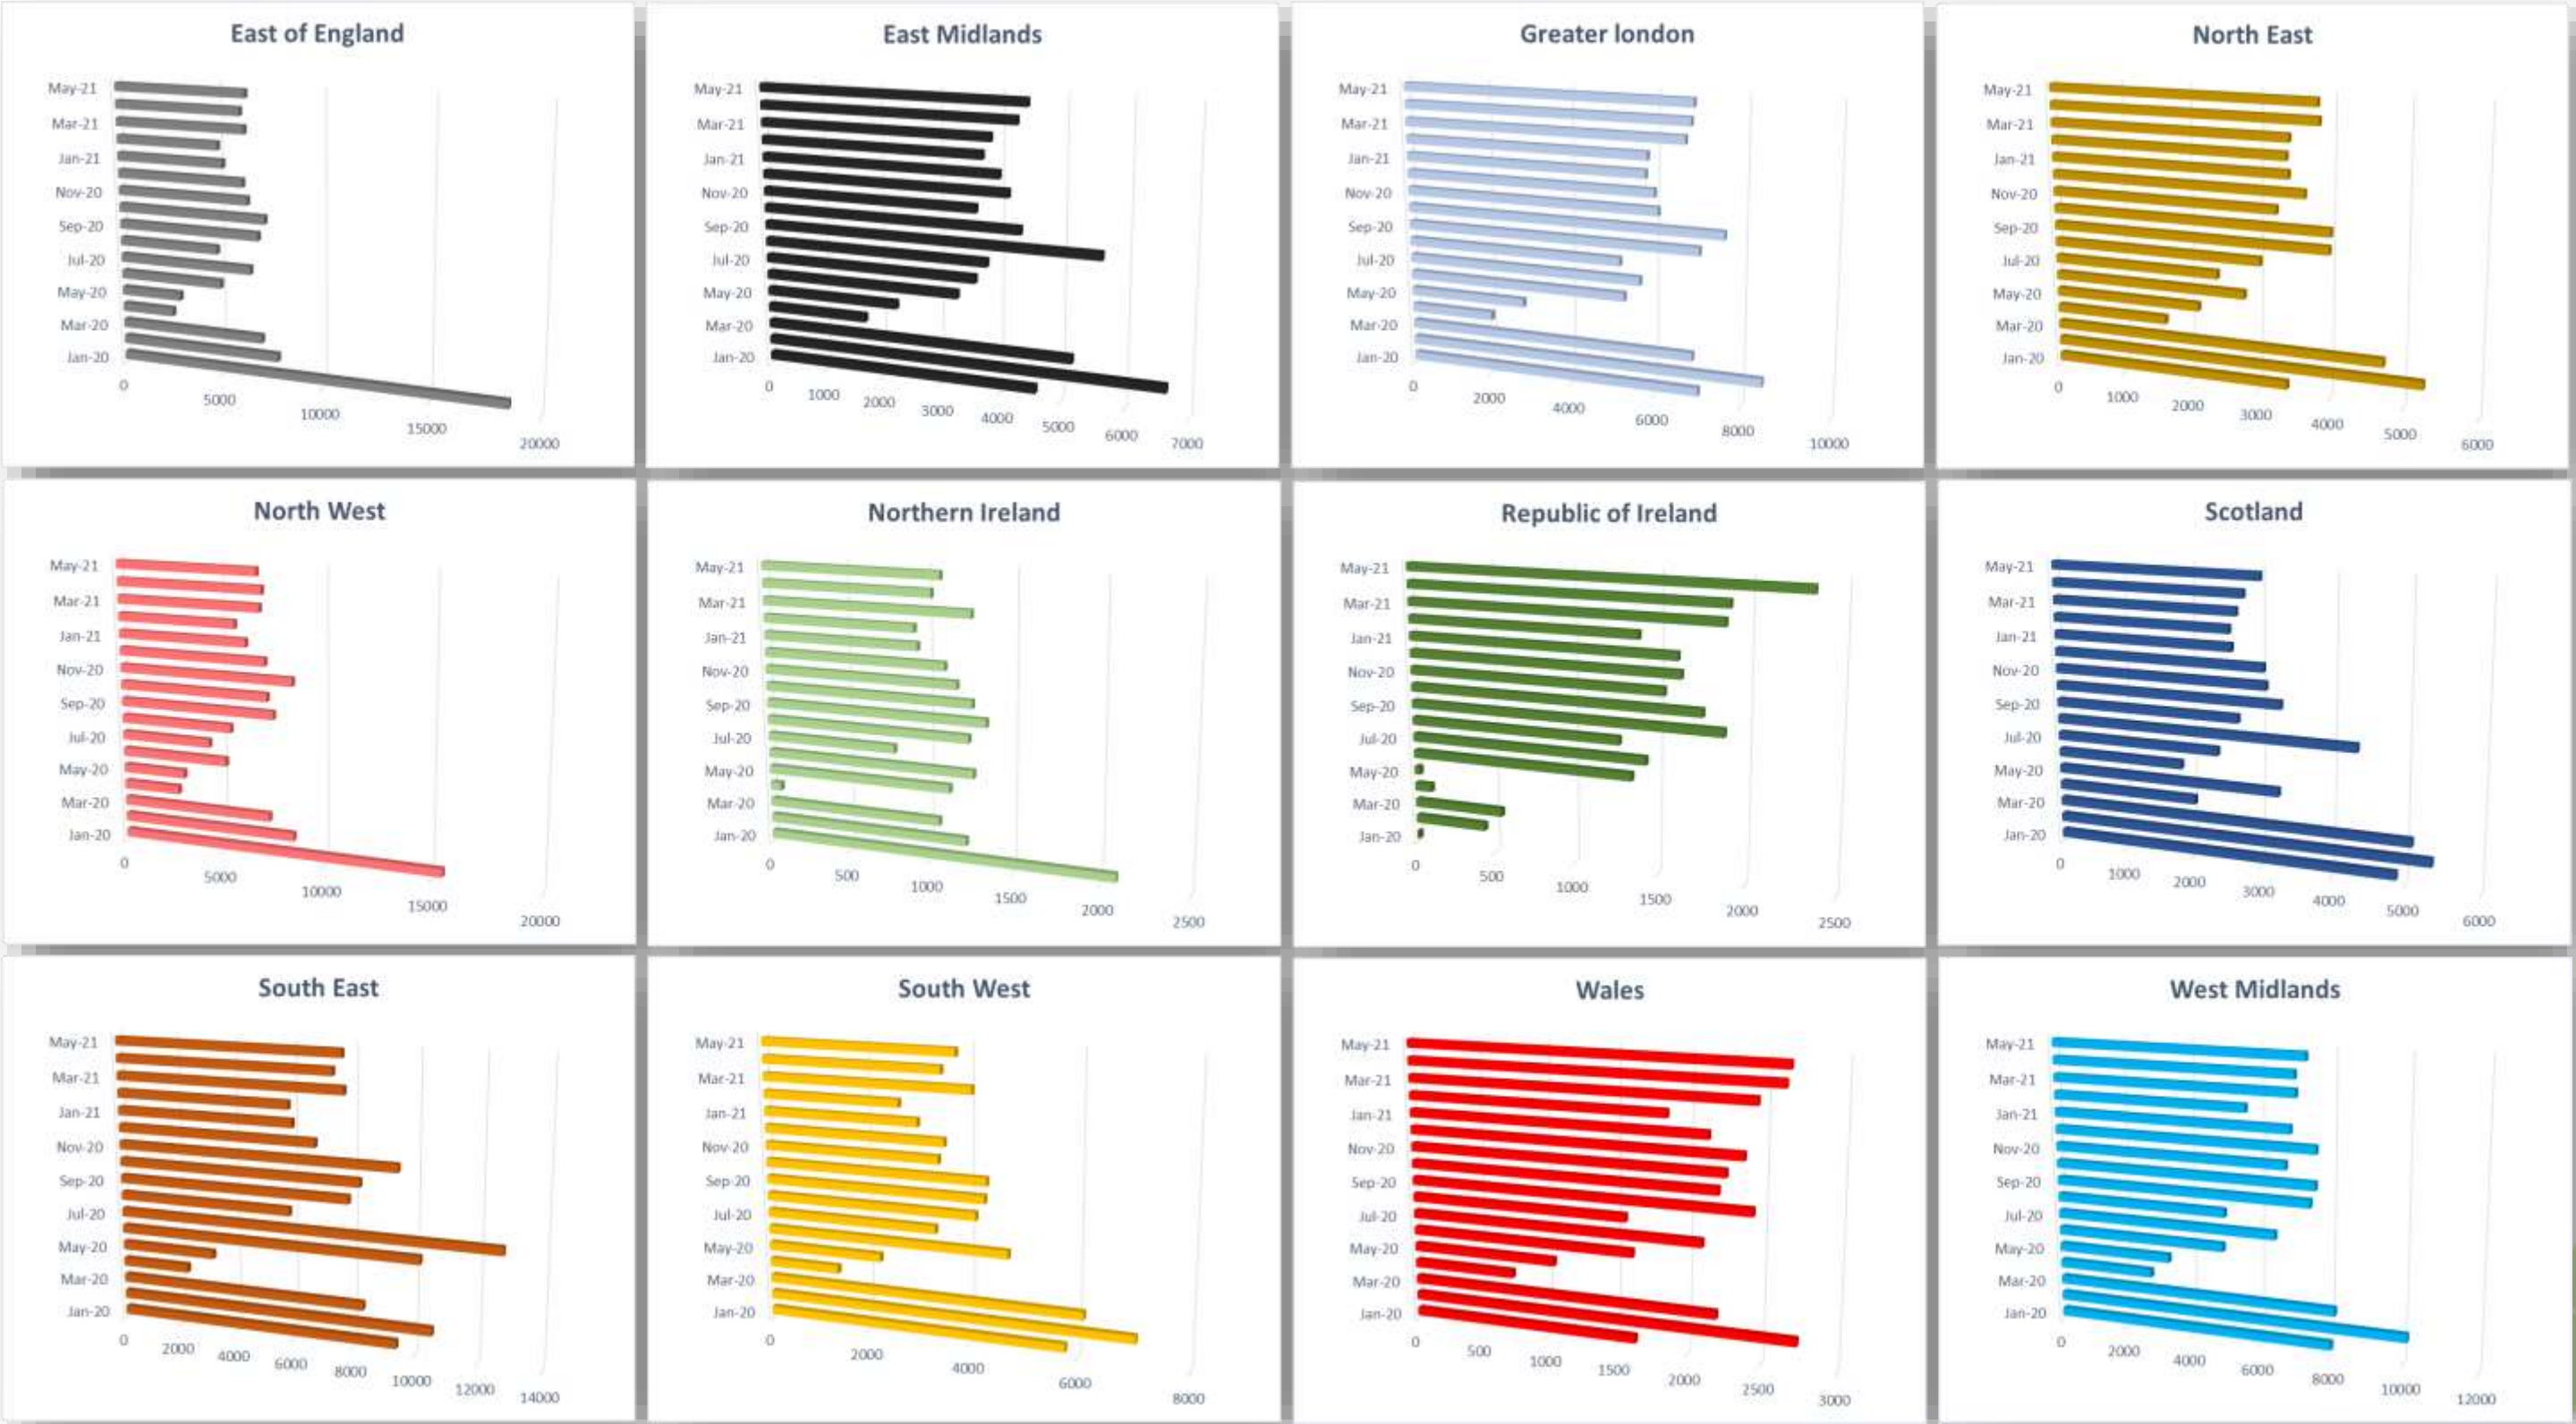 East of England
May-21
Mar-21
Jan-21
Nov-20
Sep-20
Jul-20
May-20
Mar-20
Jan-20
0
5000
10000
15000
20000
East Midlands
May-21
Mar-21
Jan-21
Nov-20
Sep-20
Jul-20
May-20
Mar-20
Jan-20
0
1000
2000
3000
4000
5000
6000
7000
Greater london
May-21
Mar-21
Jan-21
Nov-20
Sep-20
Jul-20
May-20
Mar-20
Jan-20
0
2000
4000
6000
8000
10000
North East
May-21
Mar-21
Jan-21
Nov-20
Sep-20
Jul-20
May-20
Mar-20
Jan-20
0
1000
2000
3000
4000
5000
6000
North West
May-21
Mar-21
Jan-21
Nov-20
Sep-20
Jul-20
May-20
Mar-20
Jan-20
0
5000
10000
15000
20000
Northern Ireland
May-21
Mar-21
Jan-21
Nov-20
Sep-20
Jul-20
May-20
Mar-20
Jan-20
0
500
1000
1500
2000
2500
Republic of Ireland
May-21
Mar-21
Jan-21
Nov-20
Sep-20
Jul-20
May-20
Mar-20
Jan-20
0
500
1000
1500
2000
2500
Scotland
May-21
Mar-21
Jan-21
Nov-20
Sep-20
Jul-20
May-20
Mar-20
Jan-20
0
1000
2000
3000
4000
5000
6000
South East
May-21
Mar-21
Jan-21
Nov-20
Sep-20
Jul-20
May-20
Mar-20
Jan-20
0
2000
4000
6000
8000
10000
12000
14000
South West
May-21
Mar-21
Jan-21
Nov-20
Sep-20
Jul-20
May-20
Mar-20
Jan-20
0
2000
4000
6000
8000
Wales
May-21
Mar-21
Jan-21
Nov-20
Sep-20
Jul-20
May-20
Mar-20
Jan-20
0
500
1000
1500
2000
2500
3000
West Midlands
May-21
Mar-21
Jan-21
Nov-20
Sep-20
Jul-20
May-20
Mar-20
Jan-20
0
2000
4000
6000
8000
10000
12000